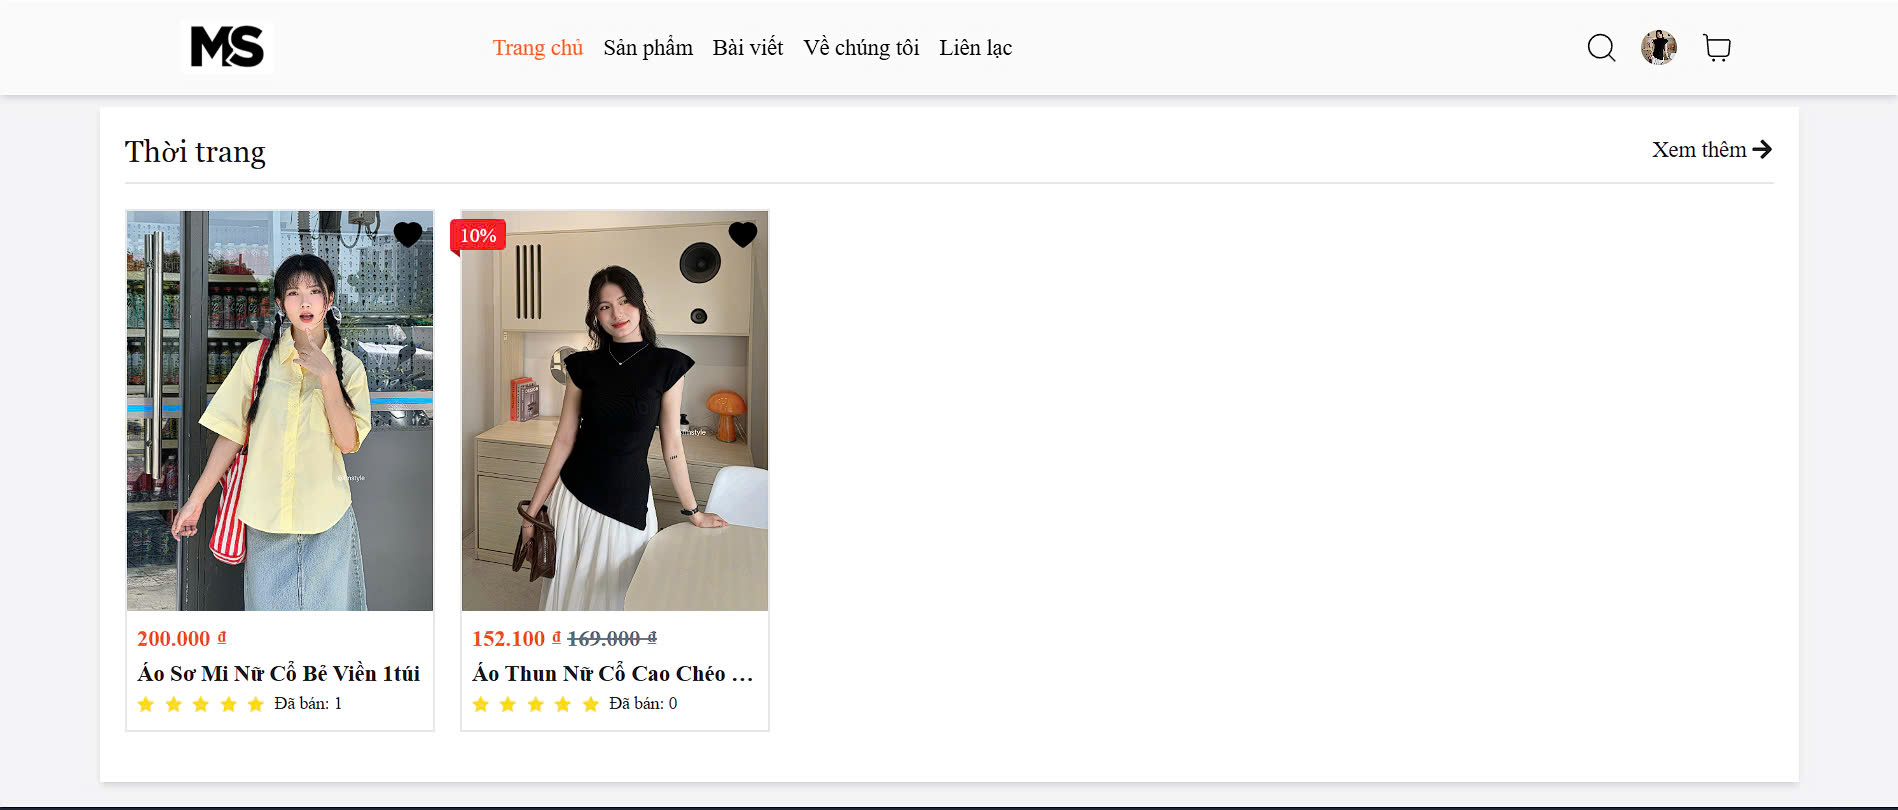 MS
Trang chủ Sản phẩm Bài viết Về chúng tôi Liên lạc
Thời trang
Xem thêm
10%
200.000 ₫
Áo Sơ Mi Nữ Cổ Bẻ Viền 1túi
Đã bán: 1
152.100 ₫ 169.000 ₫
Áo Thun Nữ Cổ Cao Chéo ...
Đã bán: 0